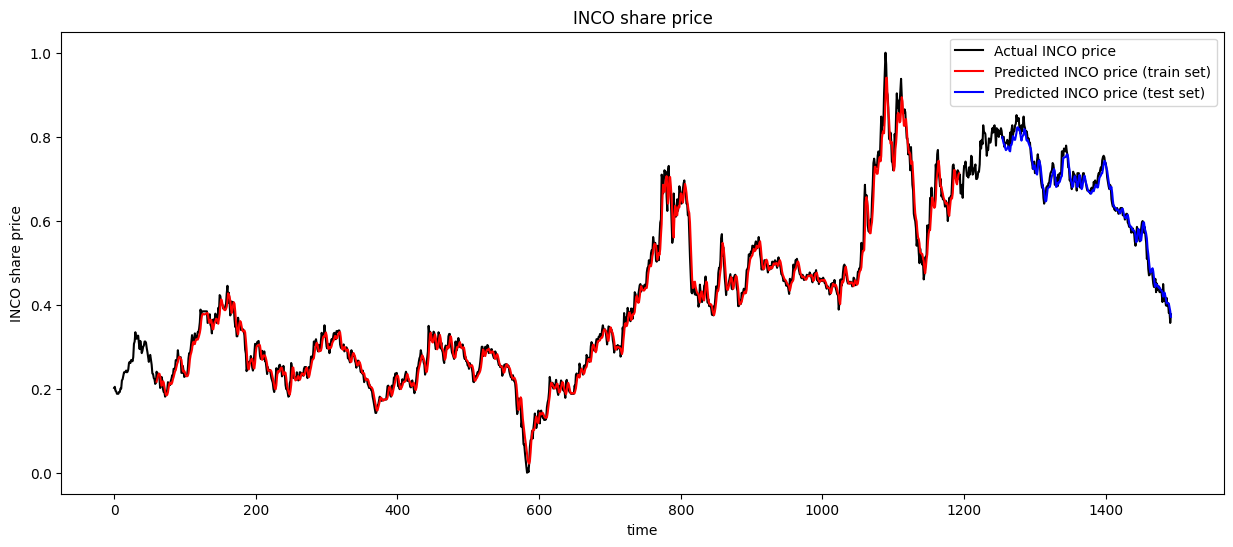 INCO share price
Actual INCO price
Predicted INCO price (train set)
Predicted INCO price (test set)
INCO share price
1.0
0.8
0.6
0.4
0.2
0.0
0 200 400 600 800 1000 1200 1400
time